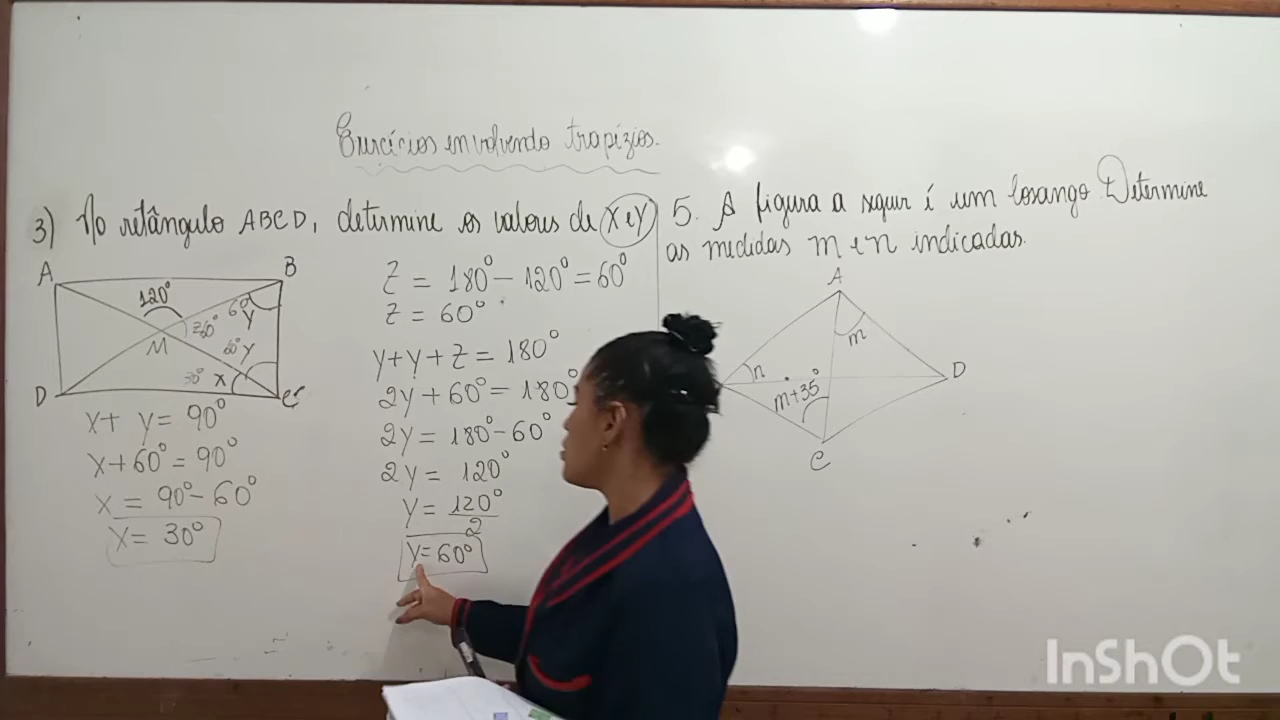 Exercícios envolvendo trapézios.
3) No retângulo ABCD, determine os valores de x e y
A
B
120°
60°
y
z 60°
M
60° y
30° x
D
C
x + y = 90°
x + 60° = 90°
x = 90° - 60°
x = 30°
z = 180° - 120° = 60°
z = 60°
y + y + z = 180°
2y + 60° = 180°
2y = 180° - 60°
2y = 120°
y = 120°
2
y = 60°
5. A figura a seguir é um losango. Determine
as medidas m e n indicadas.
A
m
n
m + 35°
D
C
InShOt